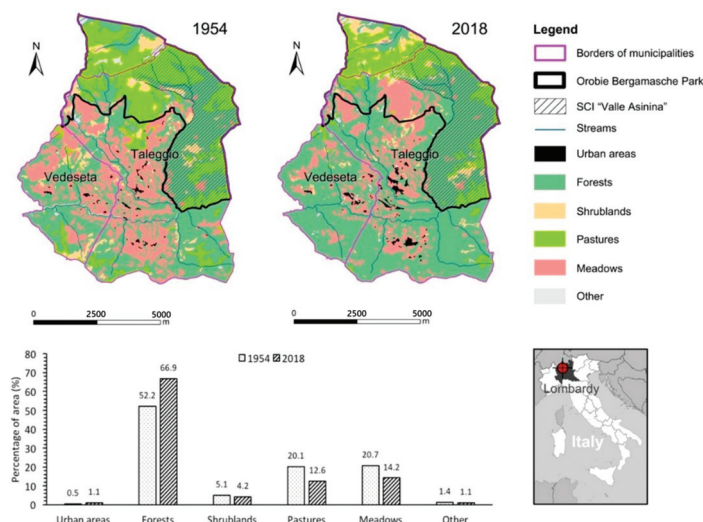 1954
2018
N
N
Vedeseta
Taleggio
Vedeseta
Taleggio
0 2500 5000
m
0 2500 5000
m
Legend
Borders of municipalities
Orobie Bergamasche Park
SCI “Valle Asinina”
Streams
Urban areas
Forests
Shrublands
Pastures
Meadows
Other
Percentage of area (%)
80
70
60
50
40
30
20
10
0
1954 2018
0.5 1.1
52.2 66.9
5.1 4.2
20.1 12.6
20.7 14.2
1.4 1.1
Urban areas Forests Shrublands Pastures Meadows Other
Lombardy
Italy